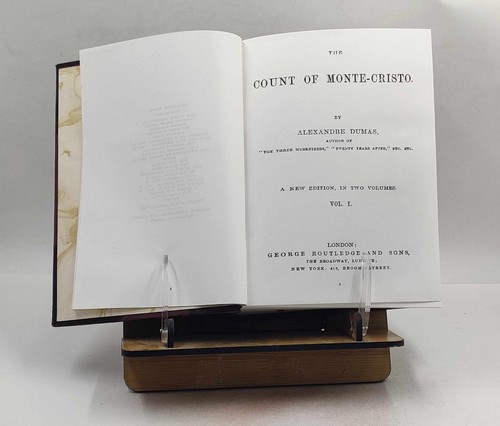 THE
COUNT OF MONTE-CRISTO.
BY
ALEXANDRE DUMAS,
AUTHOR OF
"THE THREE MUSKETEERS," "TWENTY YEARS AFTER," ETC. ETC.
A NEW EDITION, IN TWO VOLUMES.
VOL. I.
LONDON:
GEORGE ROUTLEDGE AND SONS,
THE BROADWAY,
NEW YORK: 416, BROOME STREET.